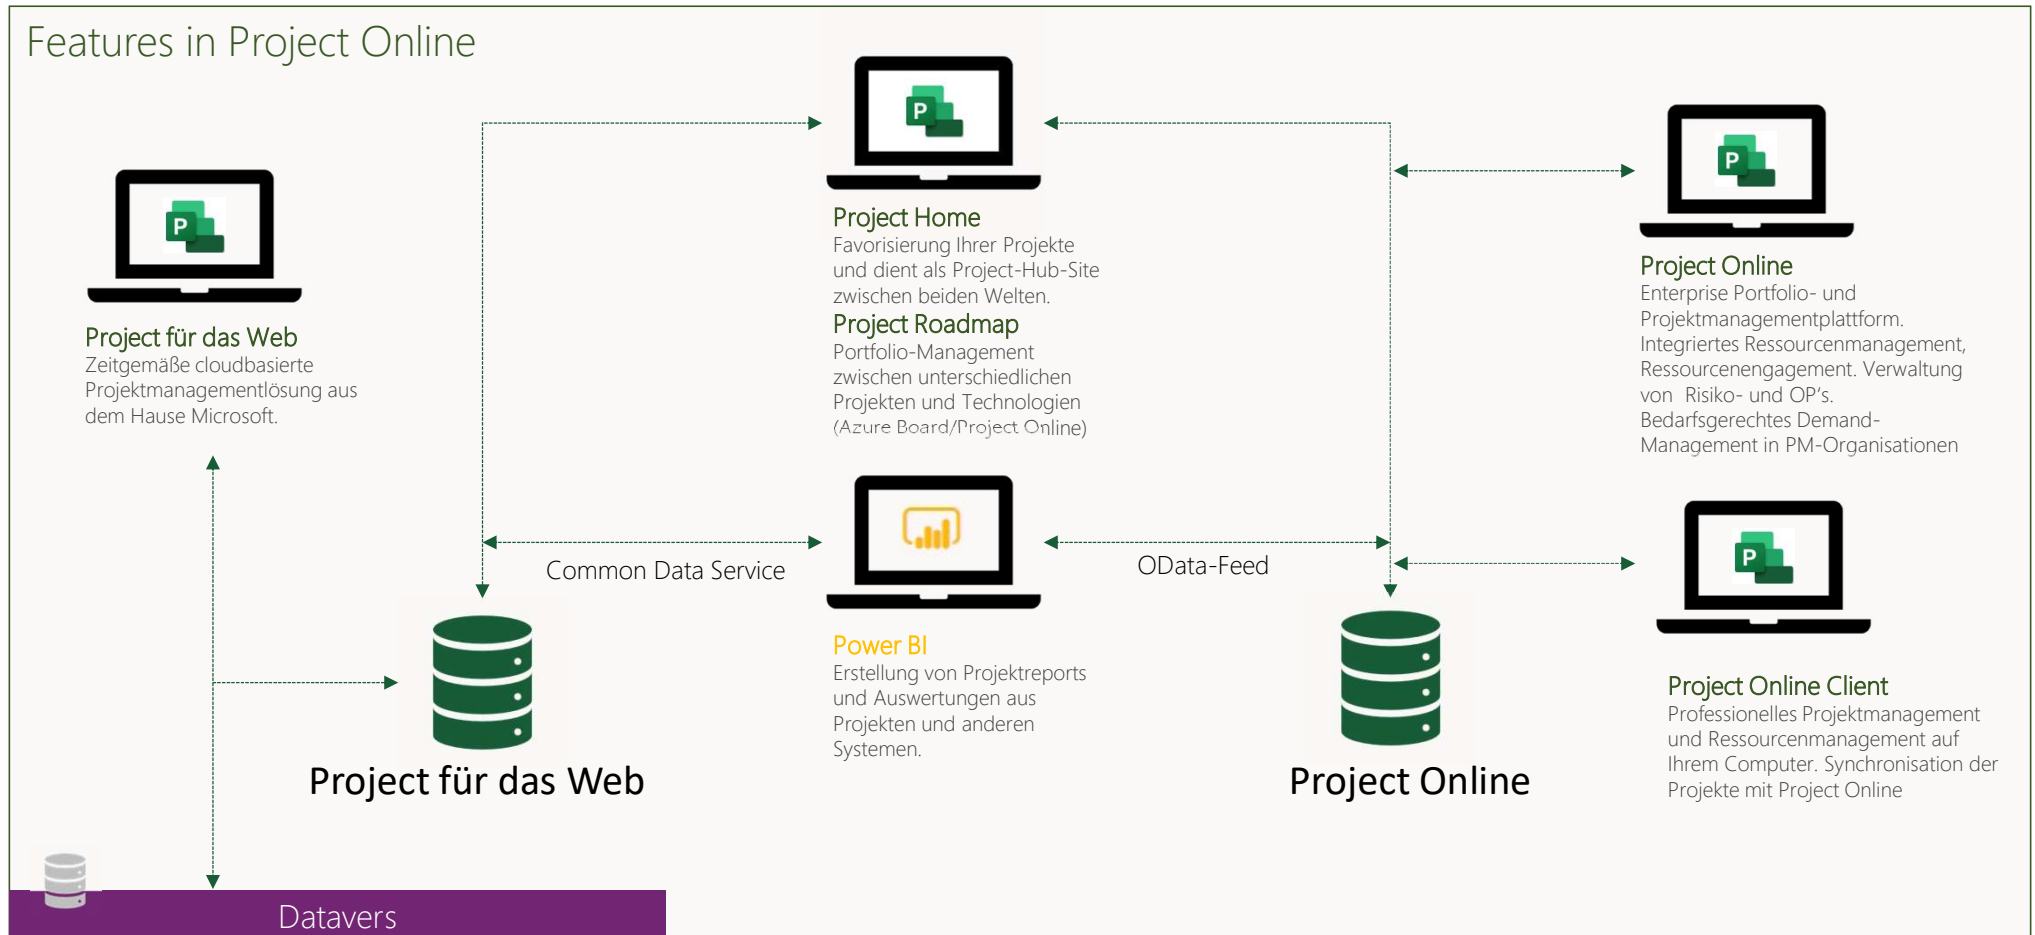 Features in Project Online
P
Project Home
Favorisierung Ihrer Projekte
und dient als Project-Hub-Site
zwischen beiden Welten.
Project Roadmap
Portfolio-Management
zwischen unterschiedlichen
Projekten und Technologien
(Azure Board/Project Online)
P
Project für das Web
Zeitgemäße cloudbasierte
Projektmanagementlösung aus
dem Hause Microsoft.
P
Project Online
Enterprise Portfolio- und
Projektmanagementplattform.
Integriertes Ressourcenmanagement,
Ressourcenengagement. Verwaltung
von  Risiko- und OP's.
Bedarfsgerechtes Demand-
Management in PM-Organisationen
Common Data Service
OData-Feed
Power BI
Erstellung von Projektreports
und Auswertungen aus
Projekten und anderen
Systemen.
P
Project Online Client
Professionelles Projektmanagement
und Ressourcenmanagement auf
Ihrem Computer. Synchronisation der
Projekte mit Project Online
Project für das Web
Project Online
Datavers